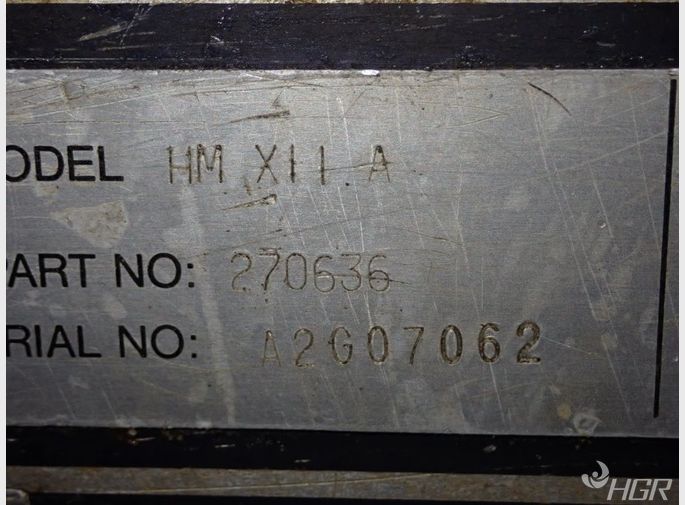 ODEL HM XII A
PART NO: 270636
RIAL NO: A2G07062
HGR